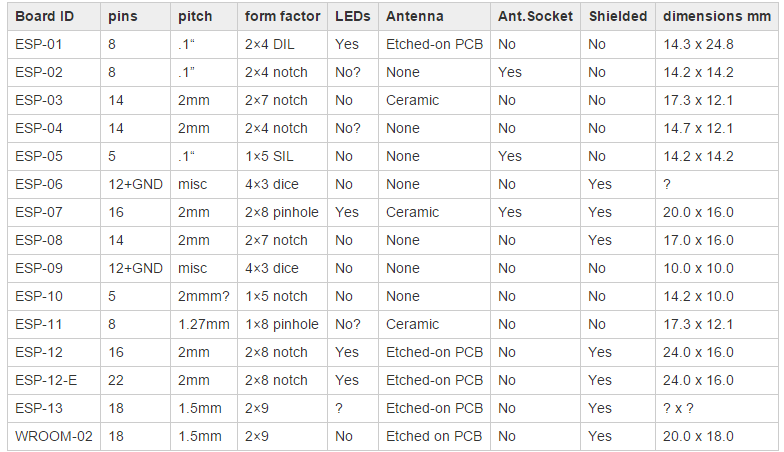 Board ID pins pitch form factor LEDs Antenna Ant.Socket Shielded dimensions mm
ESP-01 8 .1“ 2×4 DIL Yes Etched-on PCB No No 14.3 x 24.8
ESP-02 8 .1” 2×4 notch No? None Yes No 14.2 x 14.2
ESP-03 14 2mm 2×7 notch No Ceramic No No 17.3 x 12.1
ESP-04 14 2mm 2×4 notch No? None No No 14.7 x 12.1
ESP-05 5 .1“ 1×5 SIL No None Yes No 14.2 x 14.2
ESP-06 12+GND misc 4×3 dice No None No Yes ?
ESP-07 16 2mm 2×8 pinhole Yes Ceramic Yes Yes 20.0 x 16.0
ESP-08 14 2mm 2×7 notch No None No Yes 17.0 x 16.0
ESP-09 12+GND misc 4×3 dice No None No No 10.0 x 10.0
ESP-10 5 2mmm? 1×5 notch No None No No 14.2 x 10.0
ESP-11 8 1.27mm 1×8 pinhole No? Ceramic No No 17.3 x 12.1
ESP-12 16 2mm 2×8 notch Yes Etched-on PCB No Yes 24.0 x 16.0
ESP-12-E 22 2mm 2×8 notch Yes Etched-on PCB No Yes 24.0 x 16.0
ESP-13 18 1.5mm 2×9 ? Etched-on PCB No Yes ? x ?
WROOM-02 18 1.5mm 2×9 No Etched on PCB No Yes 20.0 x 18.0